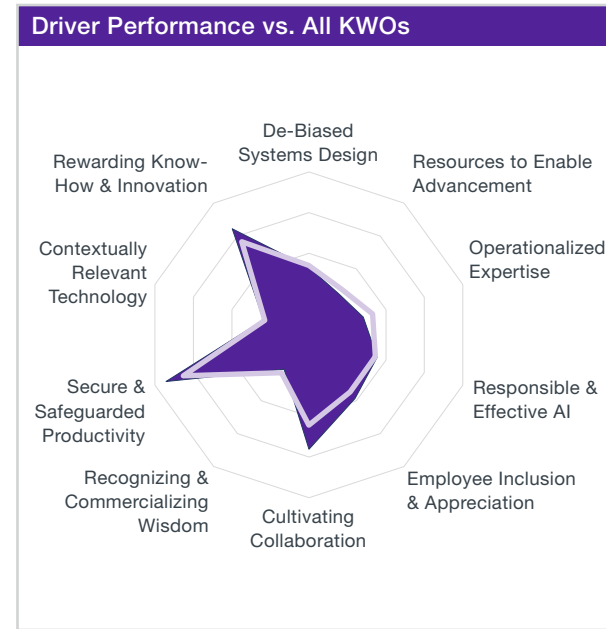 Driver Performance vs. All KWOs
De-Biased
Systems Design
Resources to Enable
Advancement
Operationalized
Expertise
Responsible &
Effective AI
Employee Inclusion
& Appreciation
Cultivating
Collaboration
Recognizing &
Commercializing
Wisdom
Secure &
Safeguarded
Productivity
Contextually
Relevant
Technology
Rewarding Know-
How & Innovation